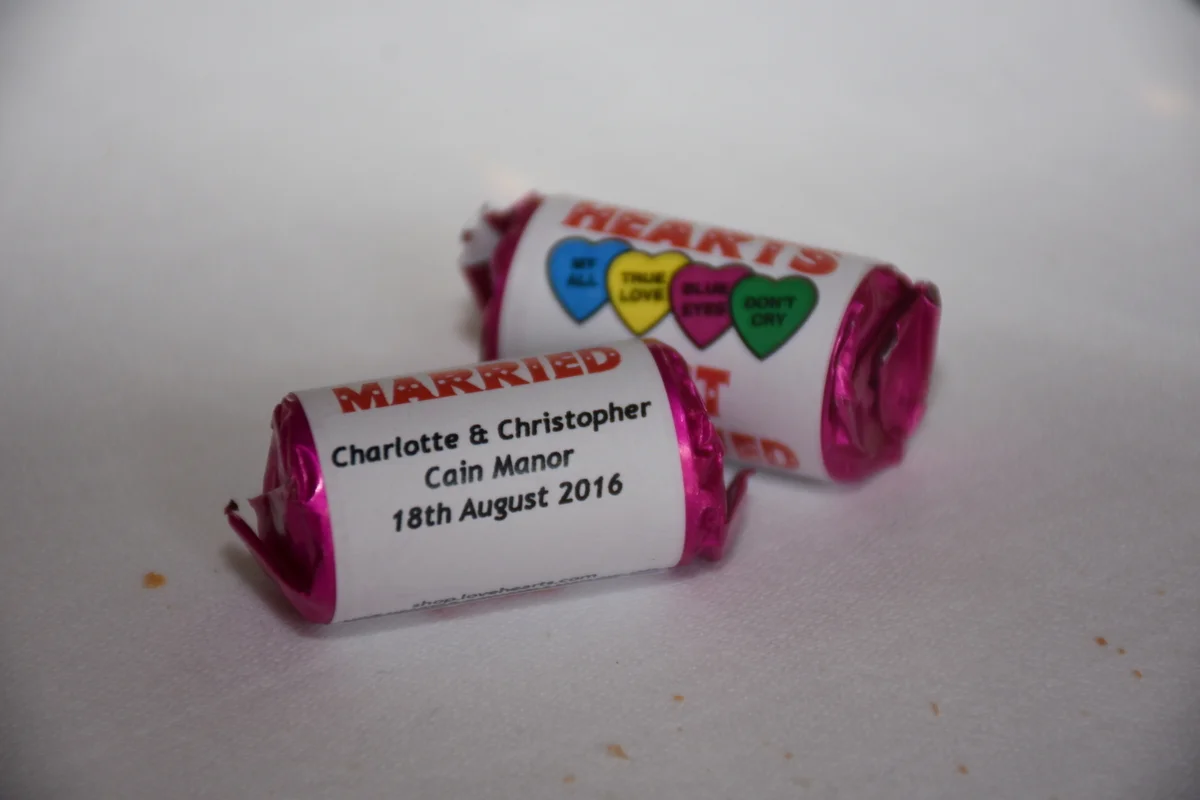 HEARTS
MY ALL
TRUE LOVE
BLUE EYES
DON'T CRY
MARRIED
Charlotte & Christopher
Cain Manor
18th August 2016
shop.lovehearts.com